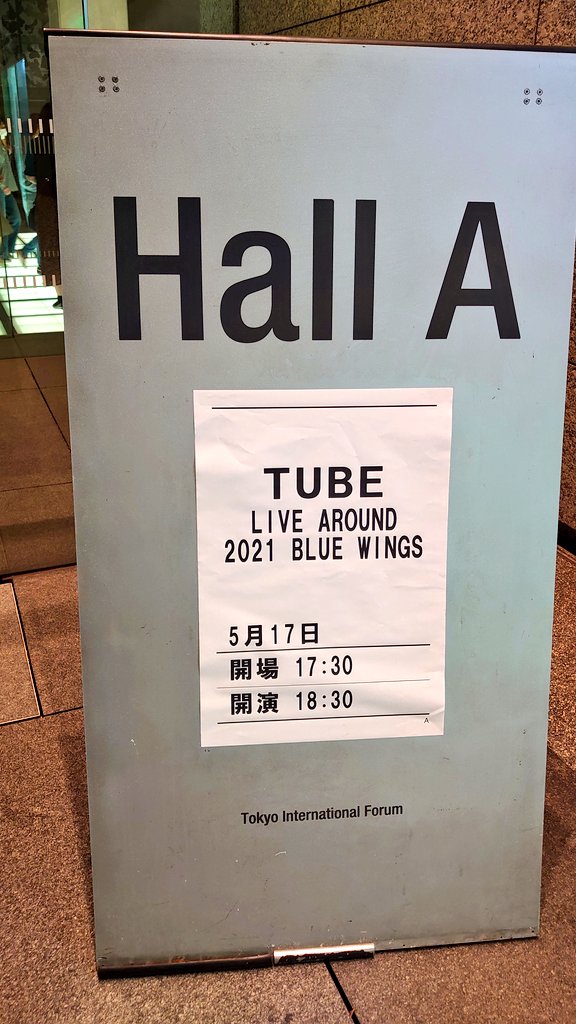 Hall A
TUBE
LIVE AROUND
2021 BLUE WINGS
5月17日
開場 17:30
開演 18:30
A
Tokyo International Forum